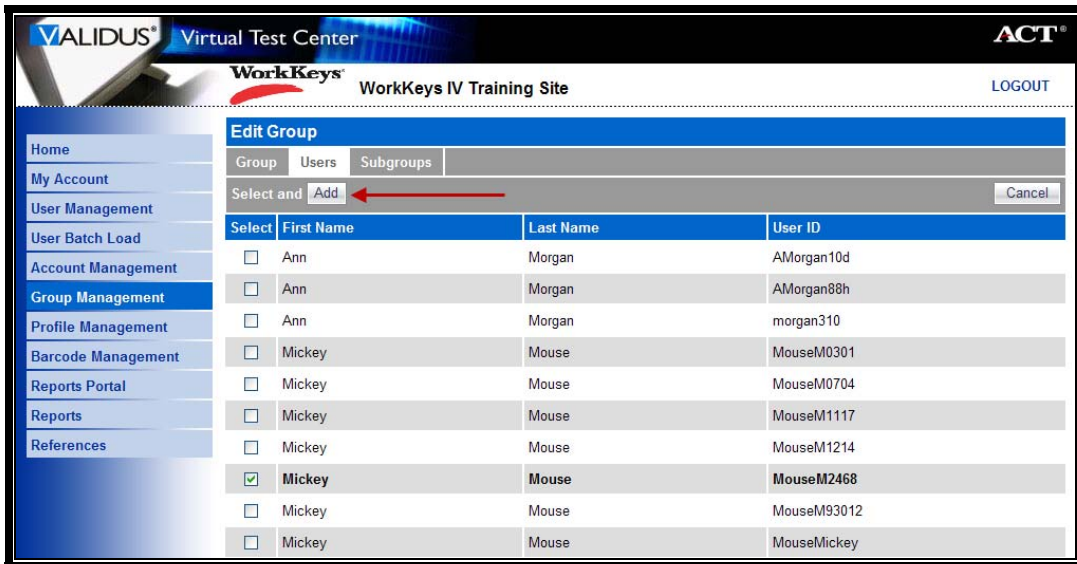 VALIDUS® Virtual Test Center ACT®
WorkKeys® WorkKeys IV Training Site LOGOUT
Home
My Account
User Management
User Batch Load
Account Management
Group Management
Profile Management
Barcode Management
Reports Portal
Reports
References
Edit Group
Group Users Subgroups
Select and Add Cancel
Select First Name Last Name User ID
Ann Morgan AMorgan10d
Ann Morgan AMorgan88h
Ann Morgan morgan310
Mickey Mouse MouseM0301
Mickey Mouse MouseM0704
Mickey Mouse MouseM1117
Mickey Mouse MouseM1214
Mickey Mouse MouseM2468
Mickey Mouse MouseM93012
Mickey Mouse MouseMickey